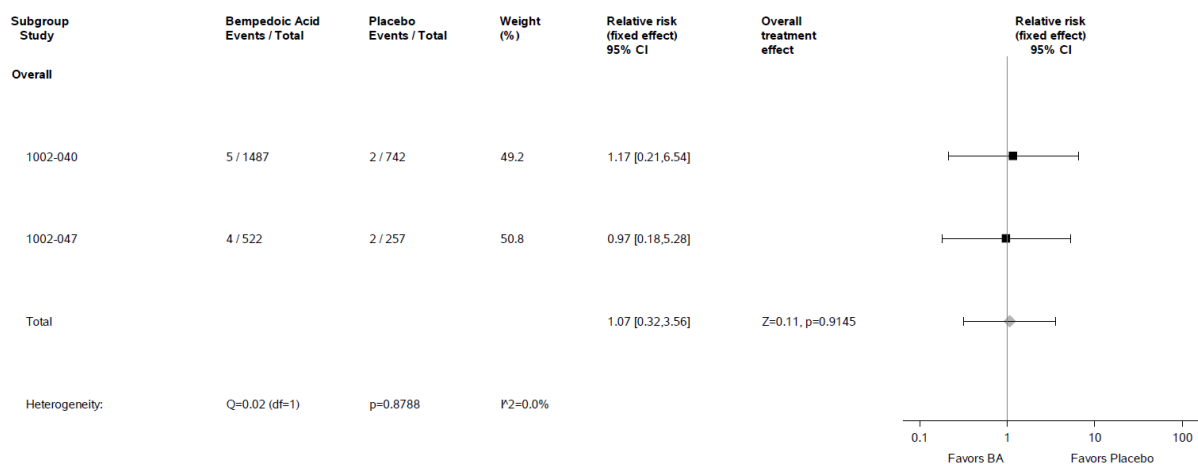 Subgroup Bempedoic Acid Placebo Weight Relative risk Overall Relative risk
Study Events / Total Events / Total (%) (fixed effect) treatment (fixed effect)
95% CI effect 95% CI
Overall
1002-040 5 / 1487 2 / 742 49.2 1.17 [0.21,6.54]
1002-047 4 / 522 2 / 257 50.8 0.97 [0.18,5.28]
Total 1.07 [0.32,3.56] Z=0.11, p=0.9145
Heterogeneity: Q=0.02 (df=1) p=0.8788 I^2=0.0%
0.1 1 10 100
Favors BA Favors Placebo